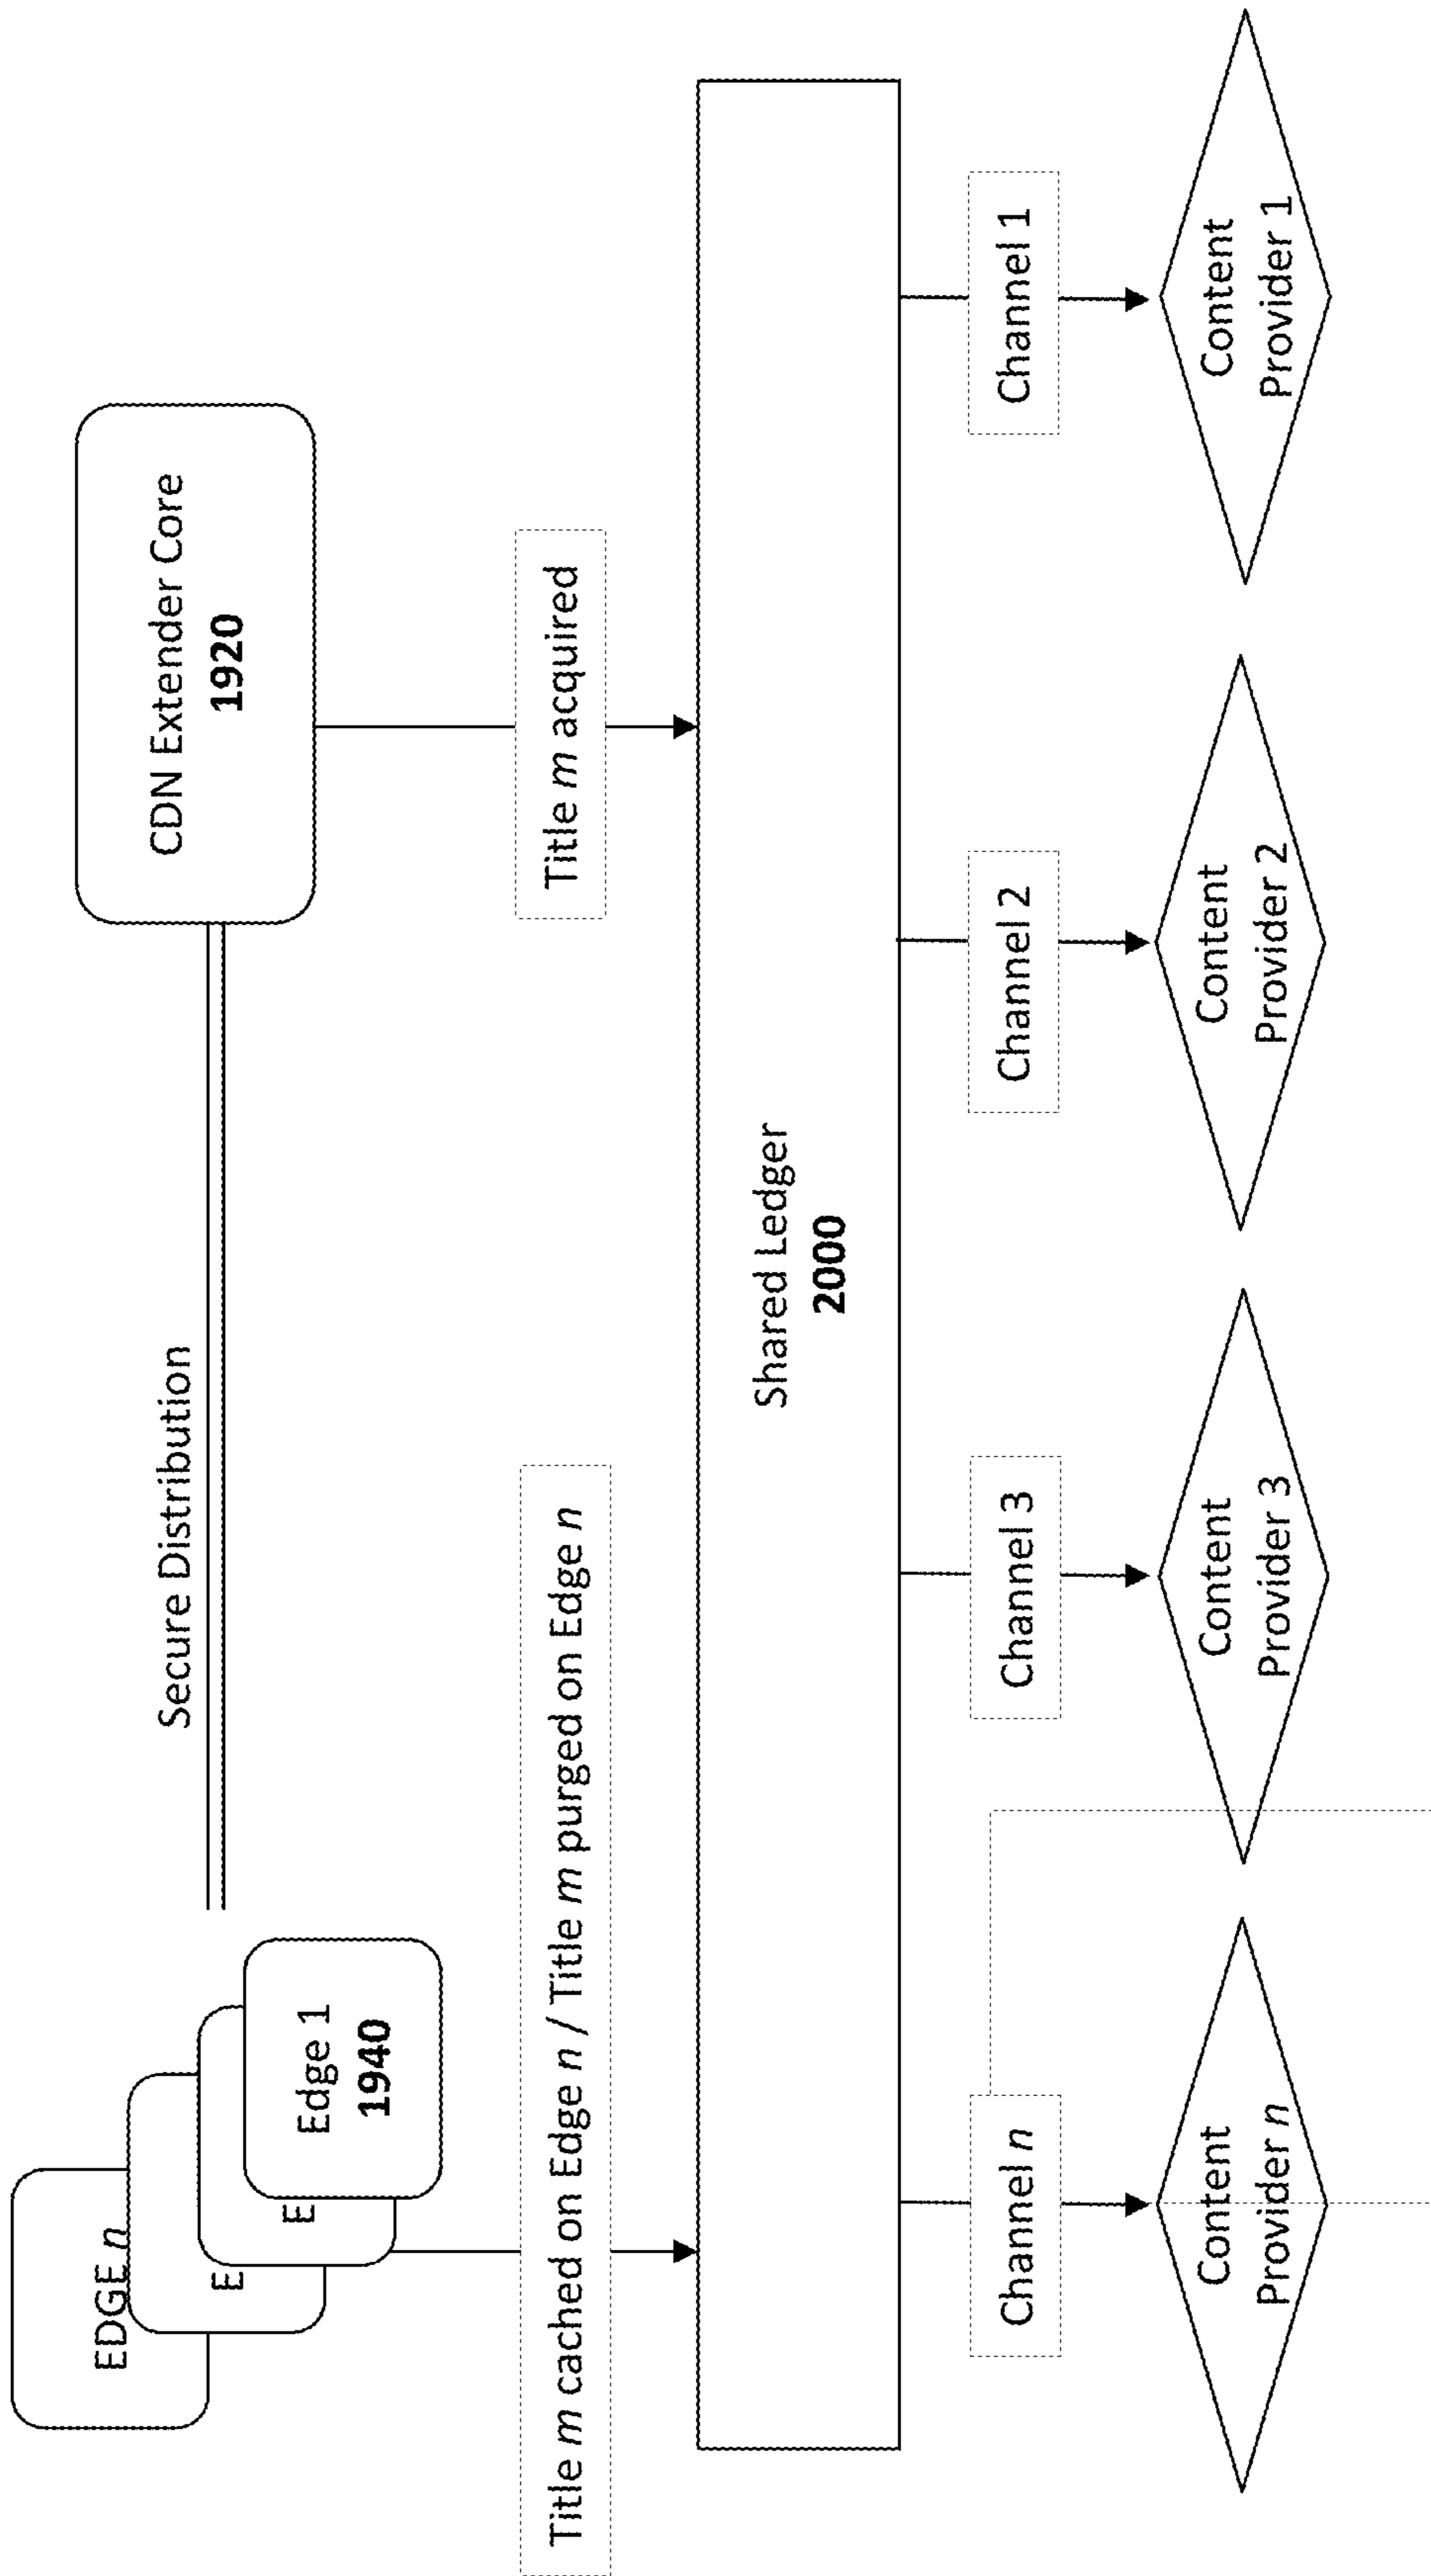 EDGE n
E
E
Edge 1
1940
Secure Distribution
CDN Extender Core
1920
Title m cached on Edge n / Title m purged on Edge n
Title m acquired
Shared Ledger
2000
Channel n
Channel 3
Channel 2
Channel 1
Content
Provider n
Content
Provider 3
Content
Provider 2
Content
Provider 1